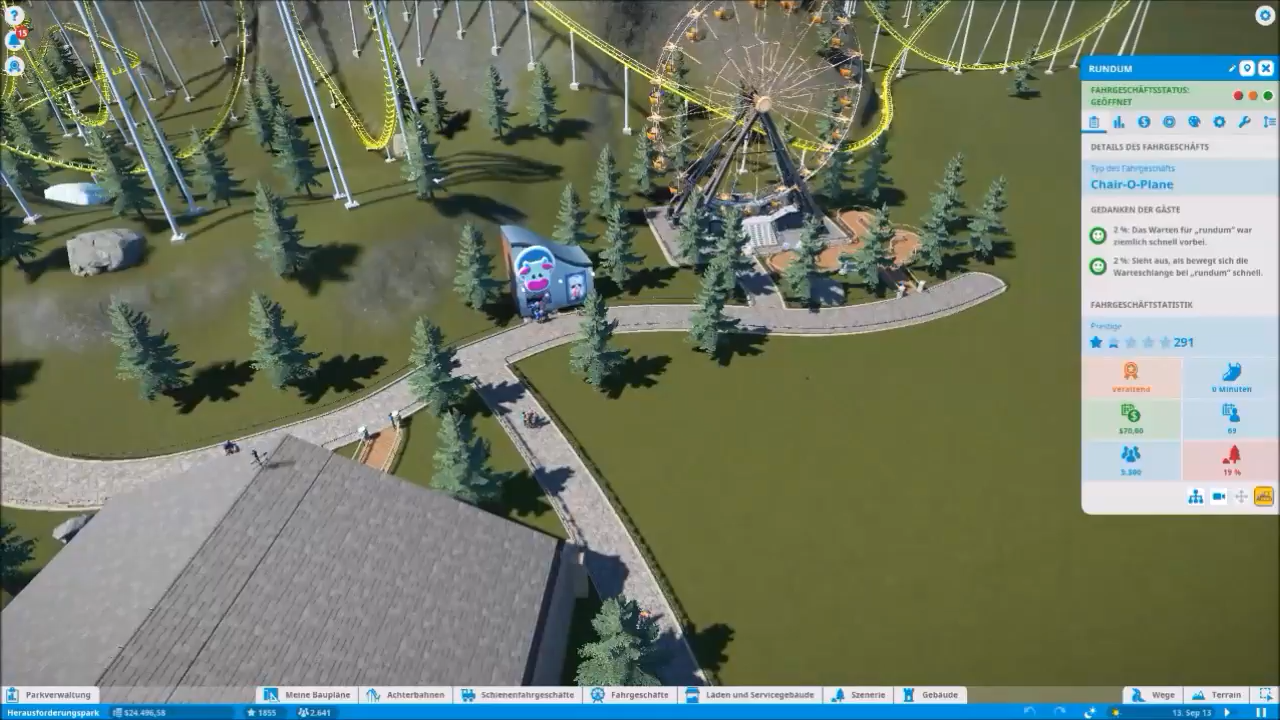 ?
15
RUNDUM
FAHRGESCHÄFTSSTATUS:
GEÖFFNET
DETAILS DES FAHRGESCHÄFTS
Typ des Fahrgeschäfts
Chair-O-Plane
GEDANKEN DER GÄSTE
2 %: Das Warten für „rundum“ war
ziemlich schnell vorbei.
2 %: Sieht aus, als bewegt sich die
Warteschlange bei „rundum“ schnell.
FAHRGESCHÄFTSTATISTIK
Prestige
291
Veraltend
0 Minuten
$70,60
69
19 %
Parkverwaltung
Meine Baupläne
Achterbahnen
Schienenfahrgeschäfte
Fahrgeschäfte
Läden und Servicegebäude
Szenerie
Gebäude
Wege
Terrain
Herausforderungspark
$24.496,58
1855
2.641
13. Sep 13